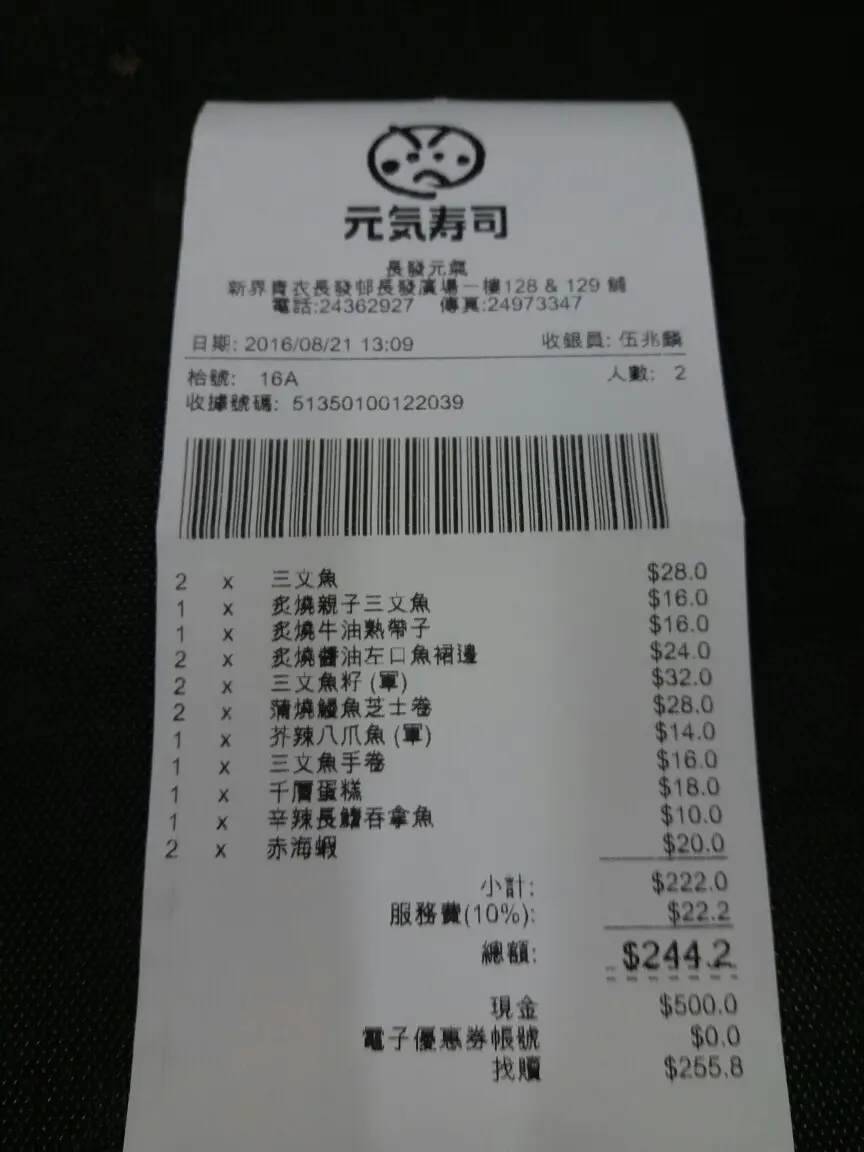 元気寿司
長發元氣
新界青衣長發邨長發廣場一樓128 & 129 舖
電話:24362927 傳真:24973347
日期: 2016/08/21 13:09 收銀員: 伍兆麟
枱號: 16A 人數: 2
收據號碼: 51350100122039
2 x 三文魚 $28.0
1 x 炙燒親子三文魚 $16.0
1 x 炙燒牛油熟帶子 $16.0
2 x 炙燒醬油左口魚裙邊 $24.0
2 x 三文魚籽 (軍) $32.0
2 x 蒲燒鰻魚芝士卷 $28.0
1 x 芥辣八爪魚 (軍) $14.0
1 x 三文魚手卷 $16.0
1 x 千層蛋糕 $18.0
1 x 辛辣長鰭吞拿魚 $10.0
2 x 赤海蝦 $20.0
小計: $222.0
服務費(10%): $22.2
總額: $244.2
現金 $500.0
電子優惠券帳號 $0.0
找贖 $255.8